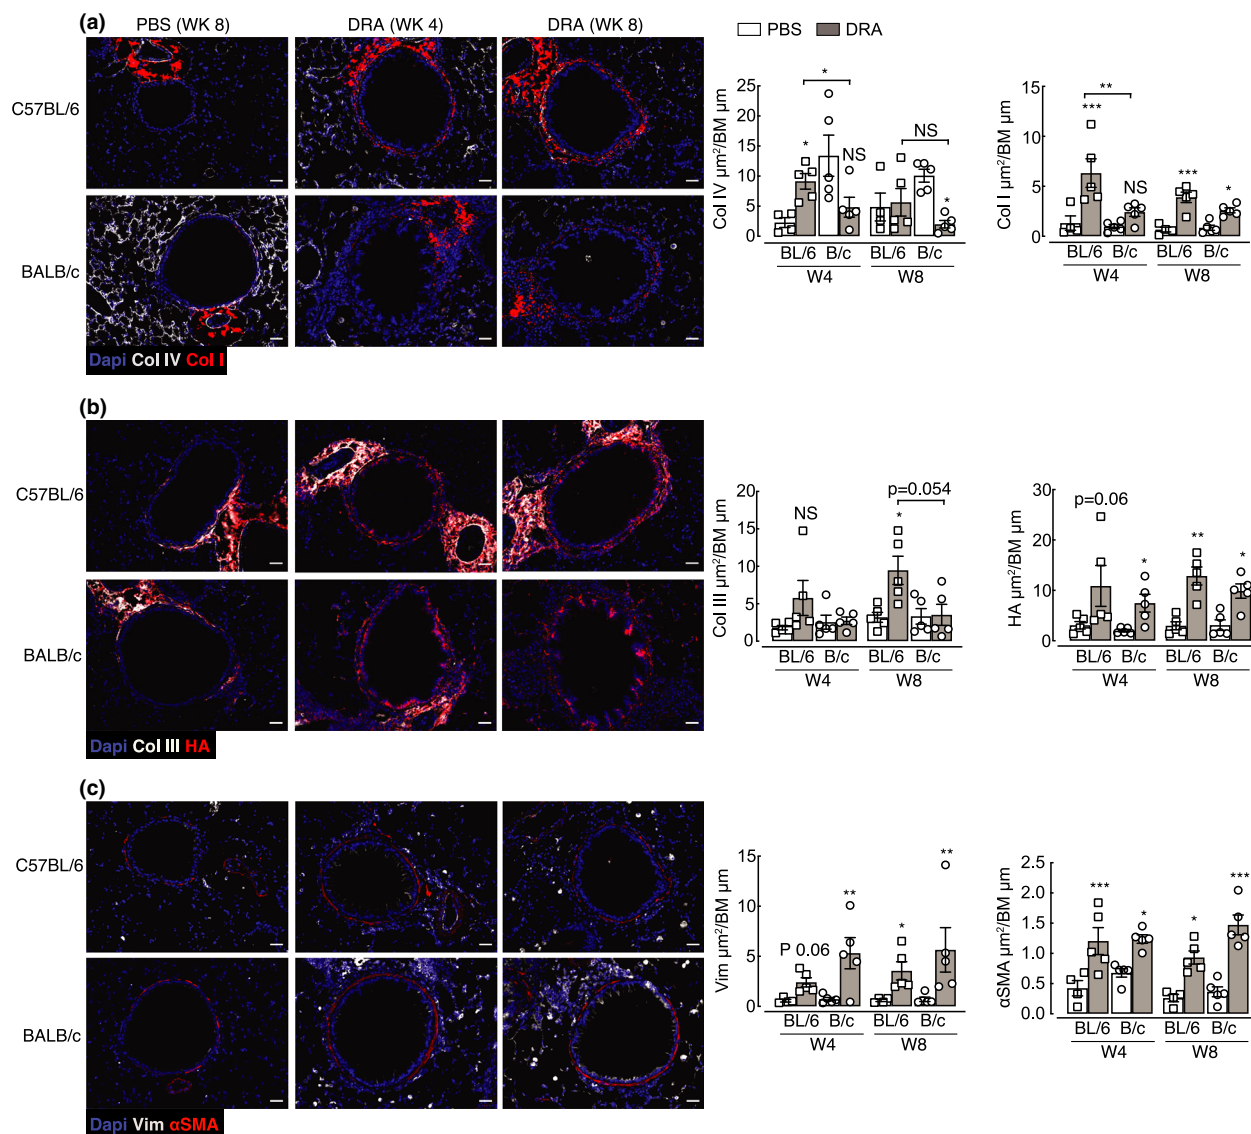 (a)
PBS (WK 8) DRA (WK 4) DRA (WK 8)
C57BL/6
BALB/c
Dapi Col IV Col I
PBS DRA
Col IV µm²/BM µm
25
20
15
10
5
0
*
*
NS
NS
*
BL/6 B/c BL/6 B/c
W4 W8
Col I µm²/BM µm
15
10
5
0
**
***
NS
***
*
BL/6 B/c BL/6 B/c
W4 W8
(b)
C57BL/6
BALB/c
Dapi Col III HA
Col III µm²/BM µm
20
15
10
5
0
NS
p=0.054
*
BL/6 B/c BL/6 B/c
W4 W8
HA µm²/BM µm
30
20
10
0
p=0.06
*
**
*
BL/6 B/c BL/6 B/c
W4 W8
(c)
C57BL/6
BALB/c
Dapi Vim αSMA
Vim µm²/BM µm
15
10
5
0
P 0.06
**
*
**
BL/6 B/c BL/6 B/c
W4 W8
αSMA µm²/BM µm
2.5
2.0
1.5
1.0
0.5
0.0
***
*
*
***
BL/6 B/c BL/6 B/c
W4 W8